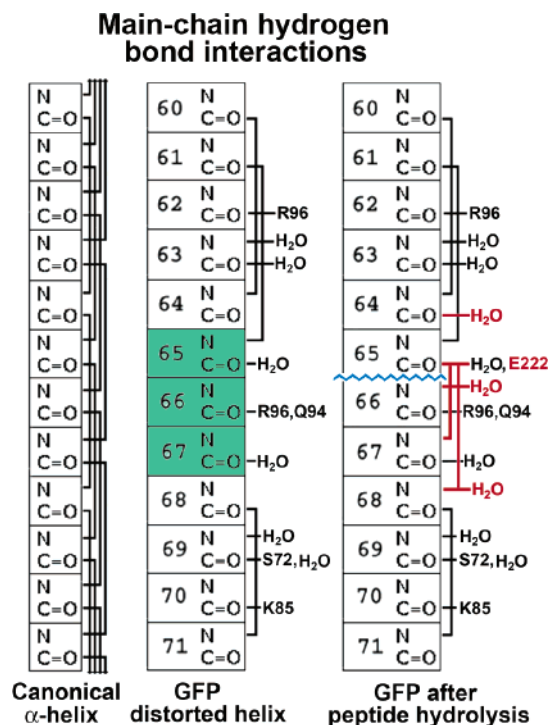 Main-chain hydrogen
bond interactions
N
C=O
N
C=O
N
C=O
N
C=O
N
C=O
N
C=O
N
C=O
N
C=O
N
C=O
N
C=O
N
C=O
N
C=O
Canonical
α-helix
60 N
C=O
61 N
C=O
62 N
C=O R96
H₂O
63 N
C=O H₂O
64 N
C=O
65 N
C=O H₂O
66 N
C=O R96,Q94
67 N
C=O H₂O
68 N
C=O
H₂O
69 N
C=O S72,H₂O
70 N
C=O K85
71 N
C=O
GFP
distorted helix
60 N
C=O
61 N
C=O
62 N
C=O R96
H₂O
63 N
C=O H₂O
64 N
C=O H₂O
65 N
C=O H₂O, E222
66 N H₂O
C=O R96,Q94
67 N
C=O H₂O
68 N H₂O
C=O
H₂O
69 N
C=O S72,H₂O
70 N
C=O K85
71 N
C=O
GFP after
peptide hydrolysis